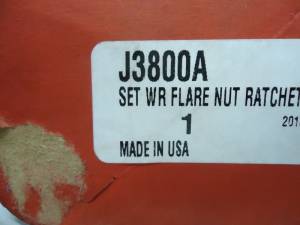 J3800A
SET WR FLARE NUT RATCHET
1
MADE IN USA